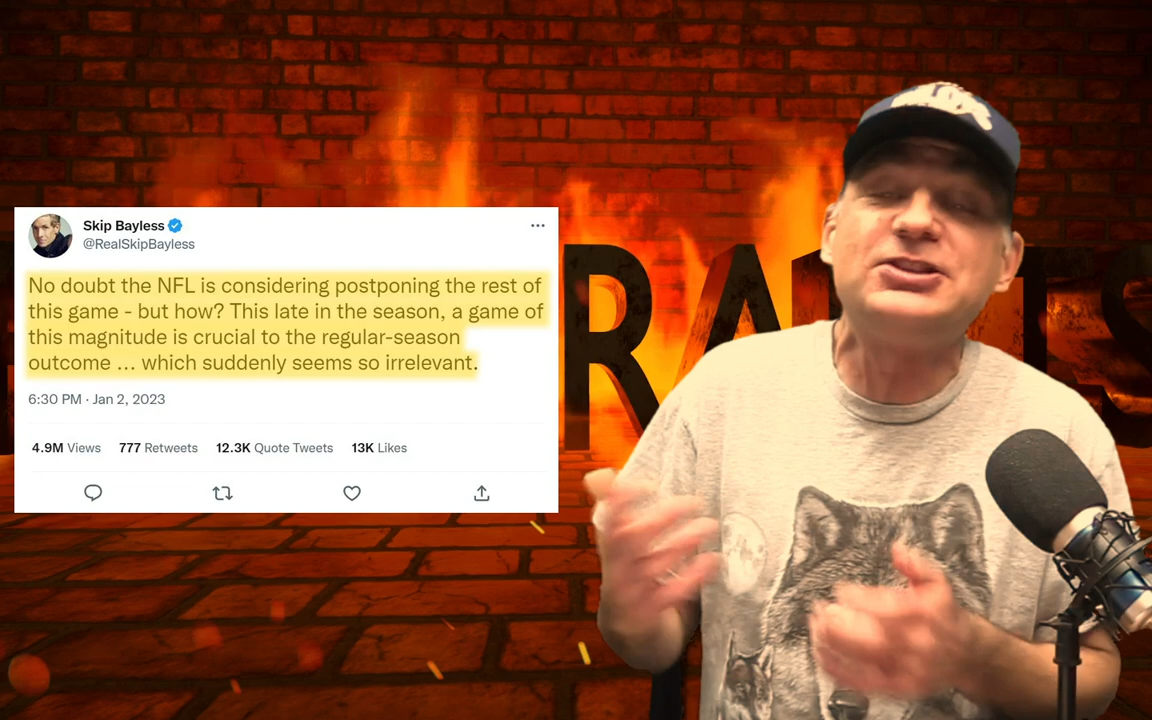 Skip Bayless
@RealSkipBayless
No doubt the NFL is considering postponing the rest of
this game - but how? This late in the season, a game of
this magnitude is crucial to the regular-season
outcome ... which suddenly seems so irrelevant.
6:30 PM · Jan 2, 2023
4.9M Views 777 Retweets 12.3K Quote Tweets 13K Likes